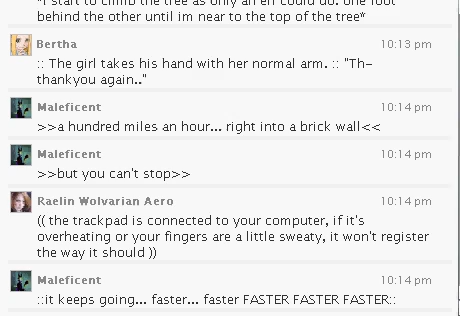 *I start to climb the tree as only an elf could do. one foot
behind the other until im near to the top of the tree*
Bertha 10:13 pm
:: The girl takes his hand with her normal arm. :: "Th-
thankyou again.."
Maleficent 10:14 pm
>>a hundred miles an hour... right into a brick wall<<
Maleficent 10:14 pm
>>but you can't stop>>
Raelin Wolvarian Aero 10:14 pm
(( the trackpad is connected to your computer, if it's
overheating or your fingers are a little sweaty, it won't register
the way it should ))
Maleficent 10:14 pm
::it keeps going... faster... faster FASTER FASTER FASTER::